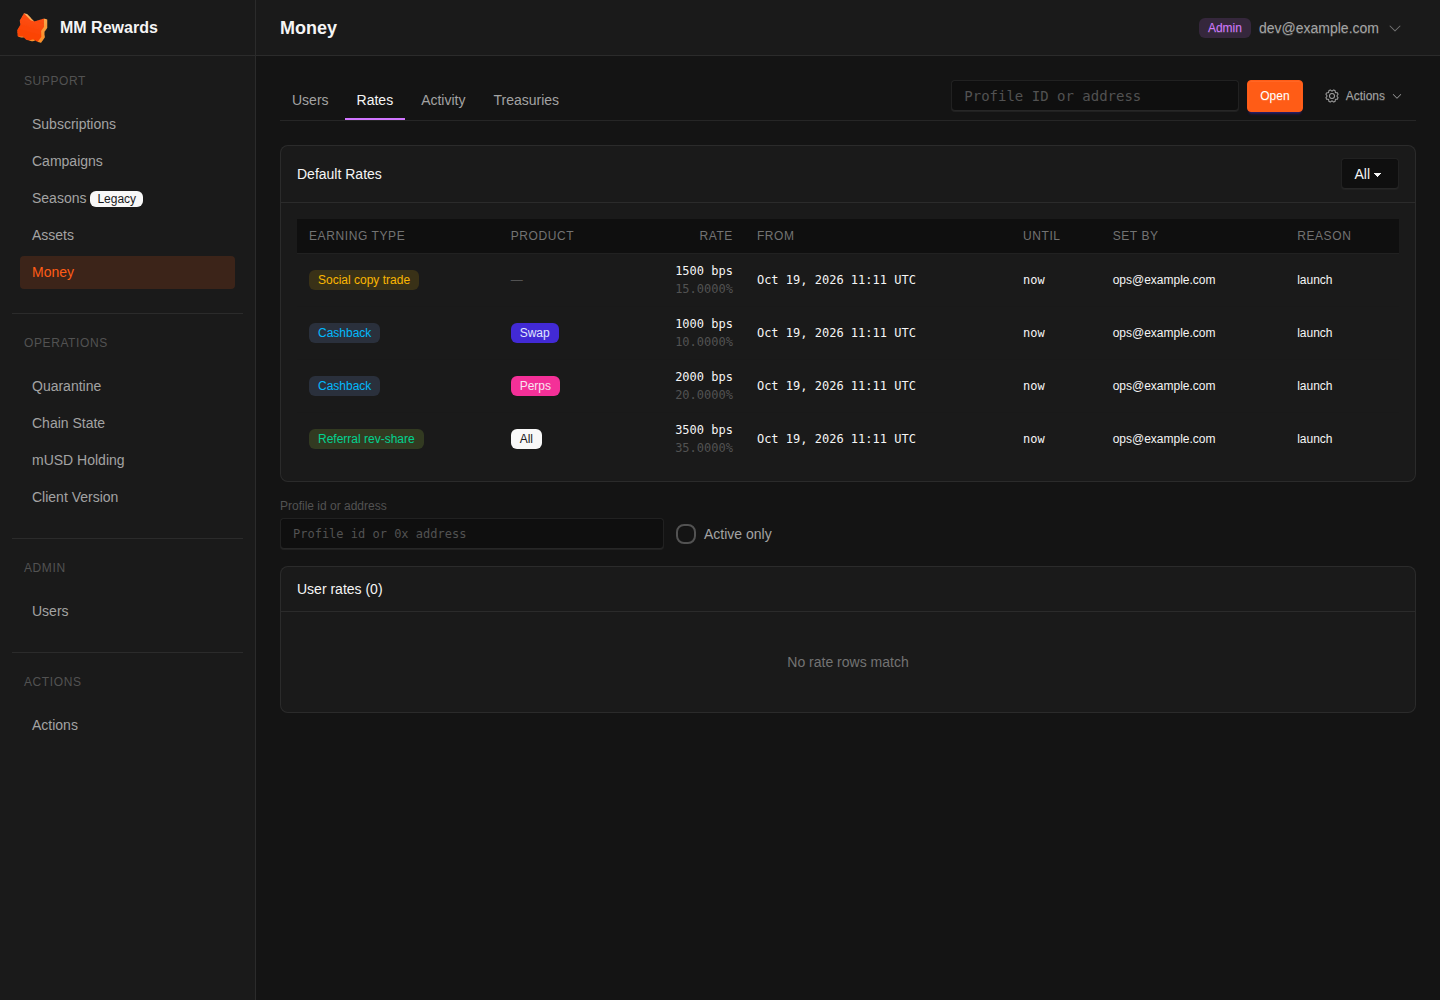 MM Rewards
Money
Admin dev@example.com
SUPPORT
Subscriptions
Campaigns
Seasons Legacy
Assets
Money
OPERATIONS
Quarantine
Chain State
mUSD Holding
Client Version
ADMIN
Users
ACTIONS
Actions
Users Rates Activity Treasuries
Profile ID or address Open Actions
Default Rates All
EARNING TYPE PRODUCT RATE FROM UNTIL SET BY REASON
Social copy trade — 1500 bps Oct 19, 2026 11:11 UTC now ops@example.com launch
15.0000%
Cashback Swap 1000 bps Oct 19, 2026 11:11 UTC now ops@example.com launch
10.0000%
Cashback Perps 2000 bps Oct 19, 2026 11:11 UTC now ops@example.com launch
20.0000%
Referral rev-share All 3500 bps Oct 19, 2026 11:11 UTC now ops@example.com launch
35.0000%
Profile id or address
Profile id or 0x address Active only
User rates (0)
No rate rows match